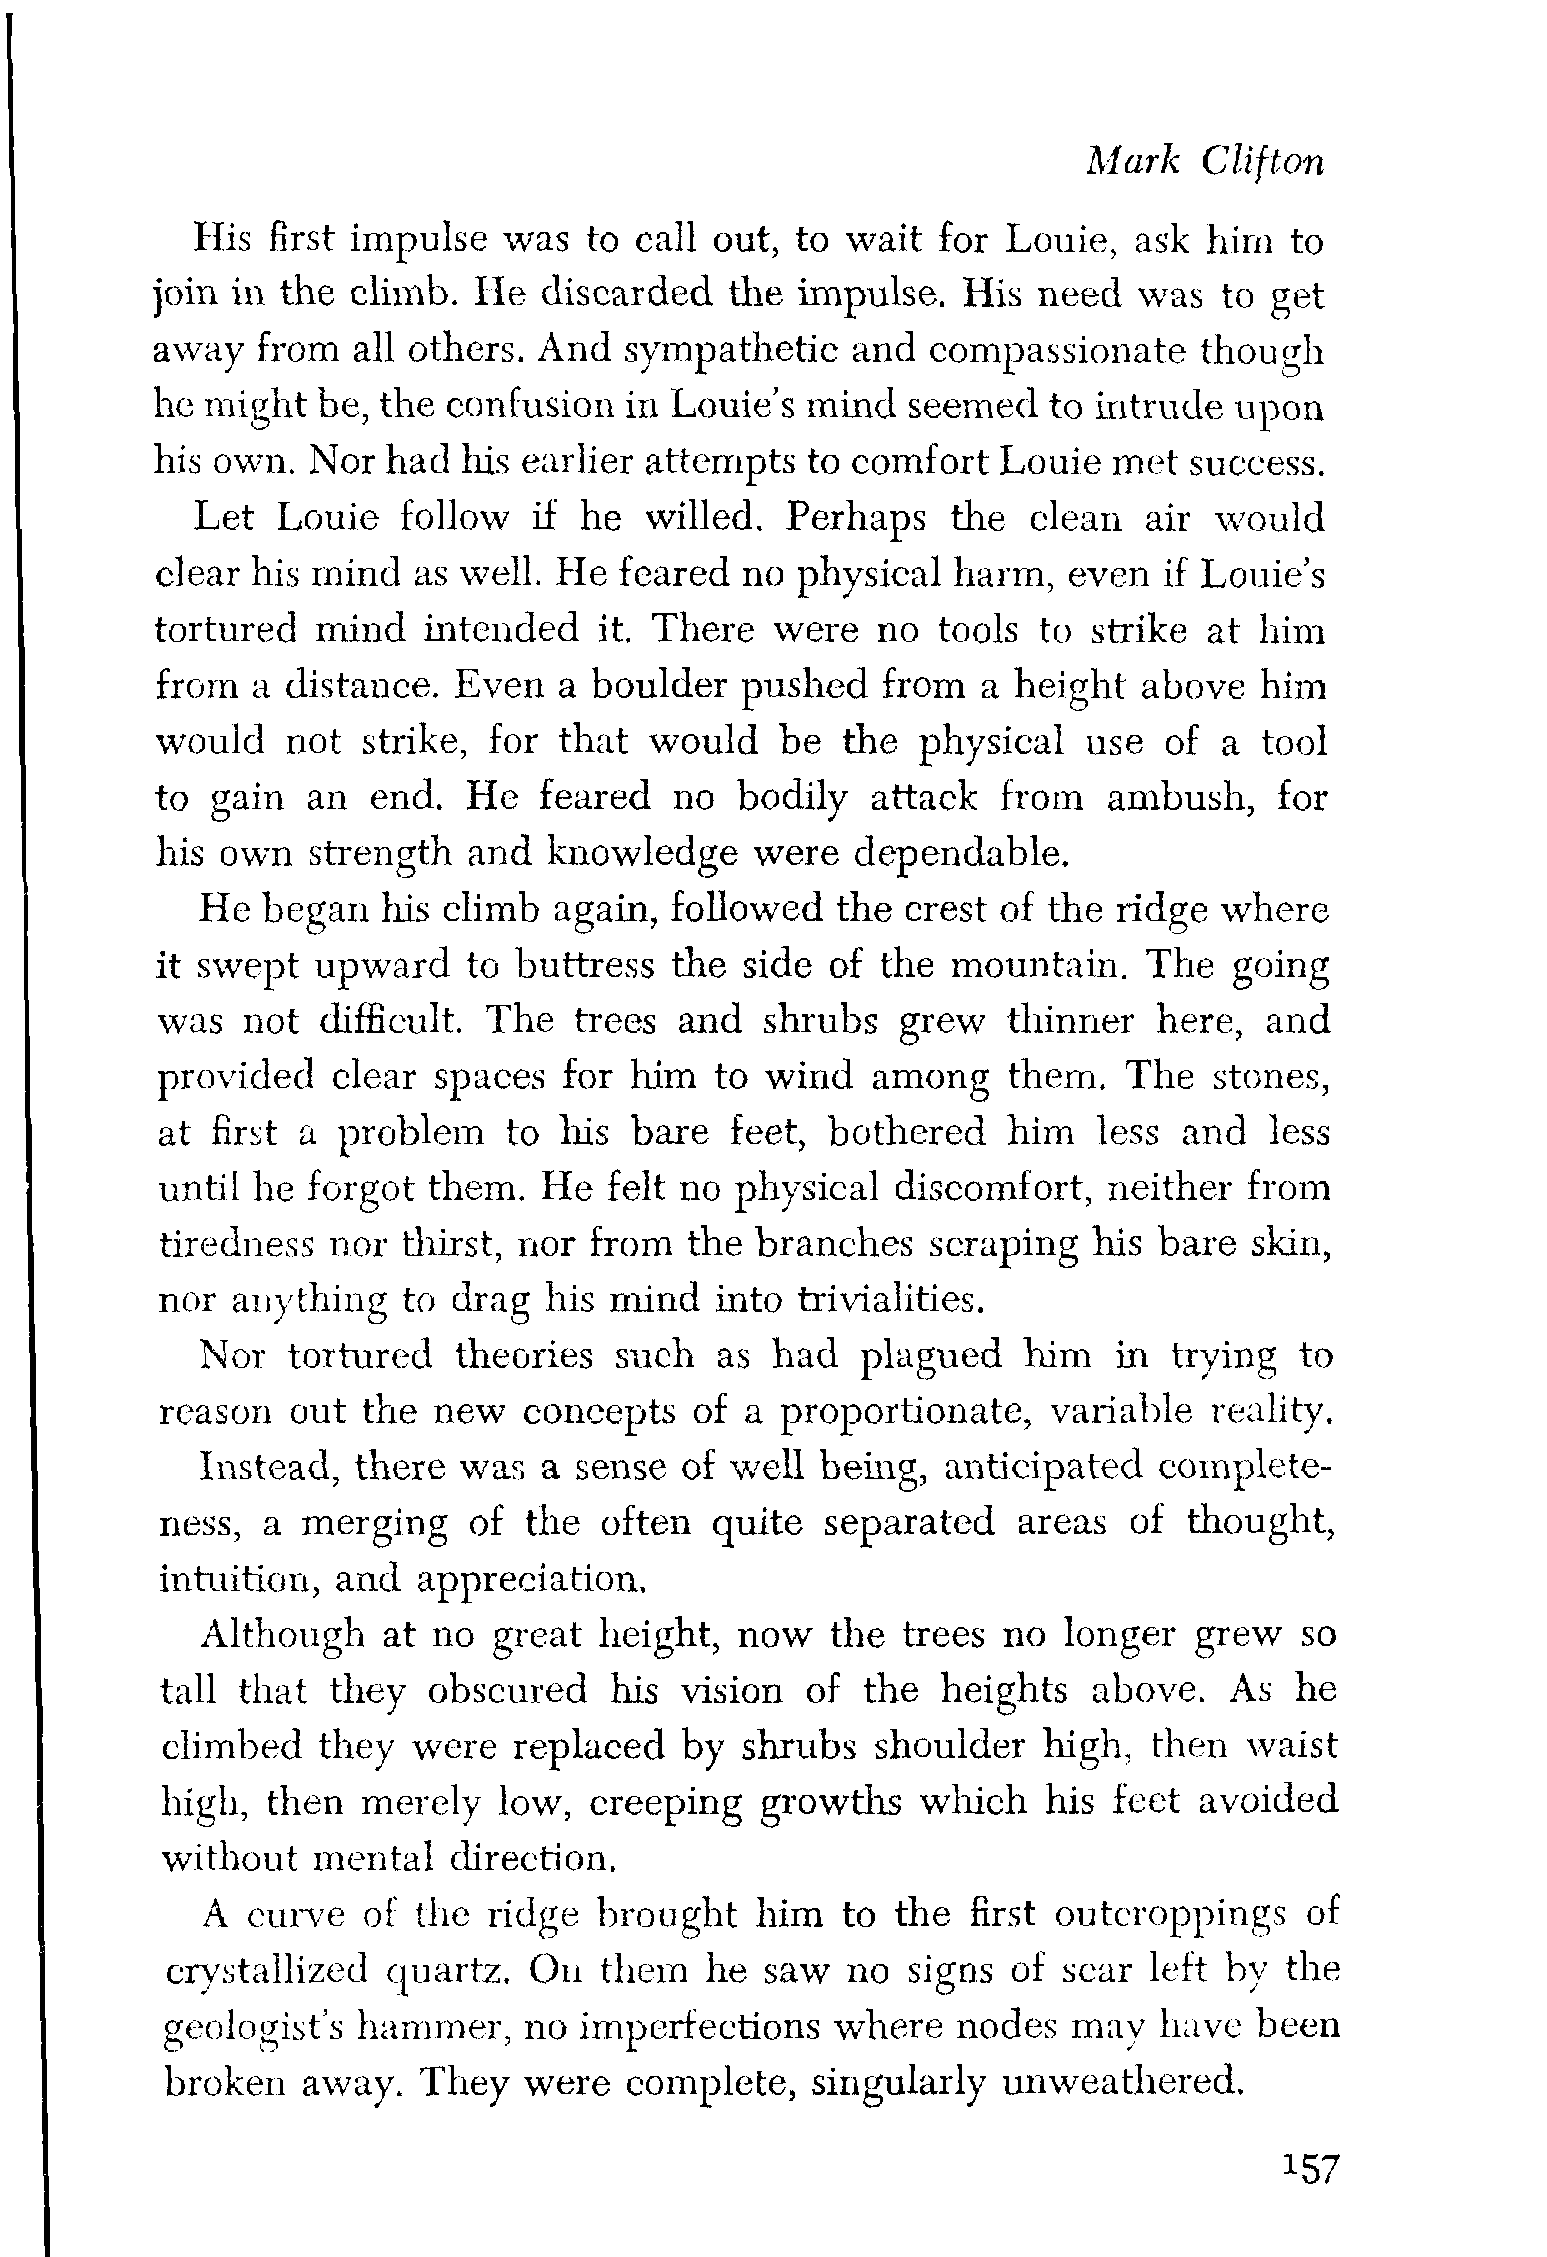 Mark Clifton
His first impulse was to call out, to wait for Louie, ask him to
join in the climb. He discarded the impulse. His need was to get
away from all others. And sympathetic and compassionate though
he might be, the confusion in Louie's mind seemed to intrude upon
his own. Nor had his earlier attempts to comfort Louie met success.
Let Louie follow if he willed. Perhaps the clean air would
clear his mind as well. He feared no physical harm, even if Louie's
tortured mind intended it. There were no tools to strike at him
from a distance. Even a boulder pushed from a height above him
would not strike, for that would be the physical use of a tool
to gain an end. He feared no bodily attack from ambush, for
his own strength and knowledge were dependable.
He began his climb again, followed the crest of the ridge where
it swept upward to buttress the side of the mountain. The going
was not difficult. The trees and shrubs grew thinner here, and
provided clear spaces for him to wind among them. The stones,
at first a problem to his bare feet, bothered him less and less
until he forgot them. He felt no physical discomfort, neither from
tiredness nor thirst, nor from the branches scraping his bare skin,
nor anything to drag his mind into trivialities.
Nor tortured theories such as had plagued him in trying to
reason out the new concepts of a proportionate, variable reality.
Instead, there was a sense of well being, anticipated complete-
ness, a merging of the often quite separated areas of thought,
intuition, and appreciation.
Although at no great height, now the trees no longer grew so
tall that they obscured his vision of the heights above. As he
climbed they were replaced by shrubs shoulder high, then waist
high, then merely low, creeping growths which his feet avoided
without mental direction.
A curve of the ridge brought him to the first outcroppings of
crystallized quartz. On them he saw no signs of scar left by the
geologist's hammer, no imperfections where nodes may have been
broken away. They were complete, singularly unweathered.
157